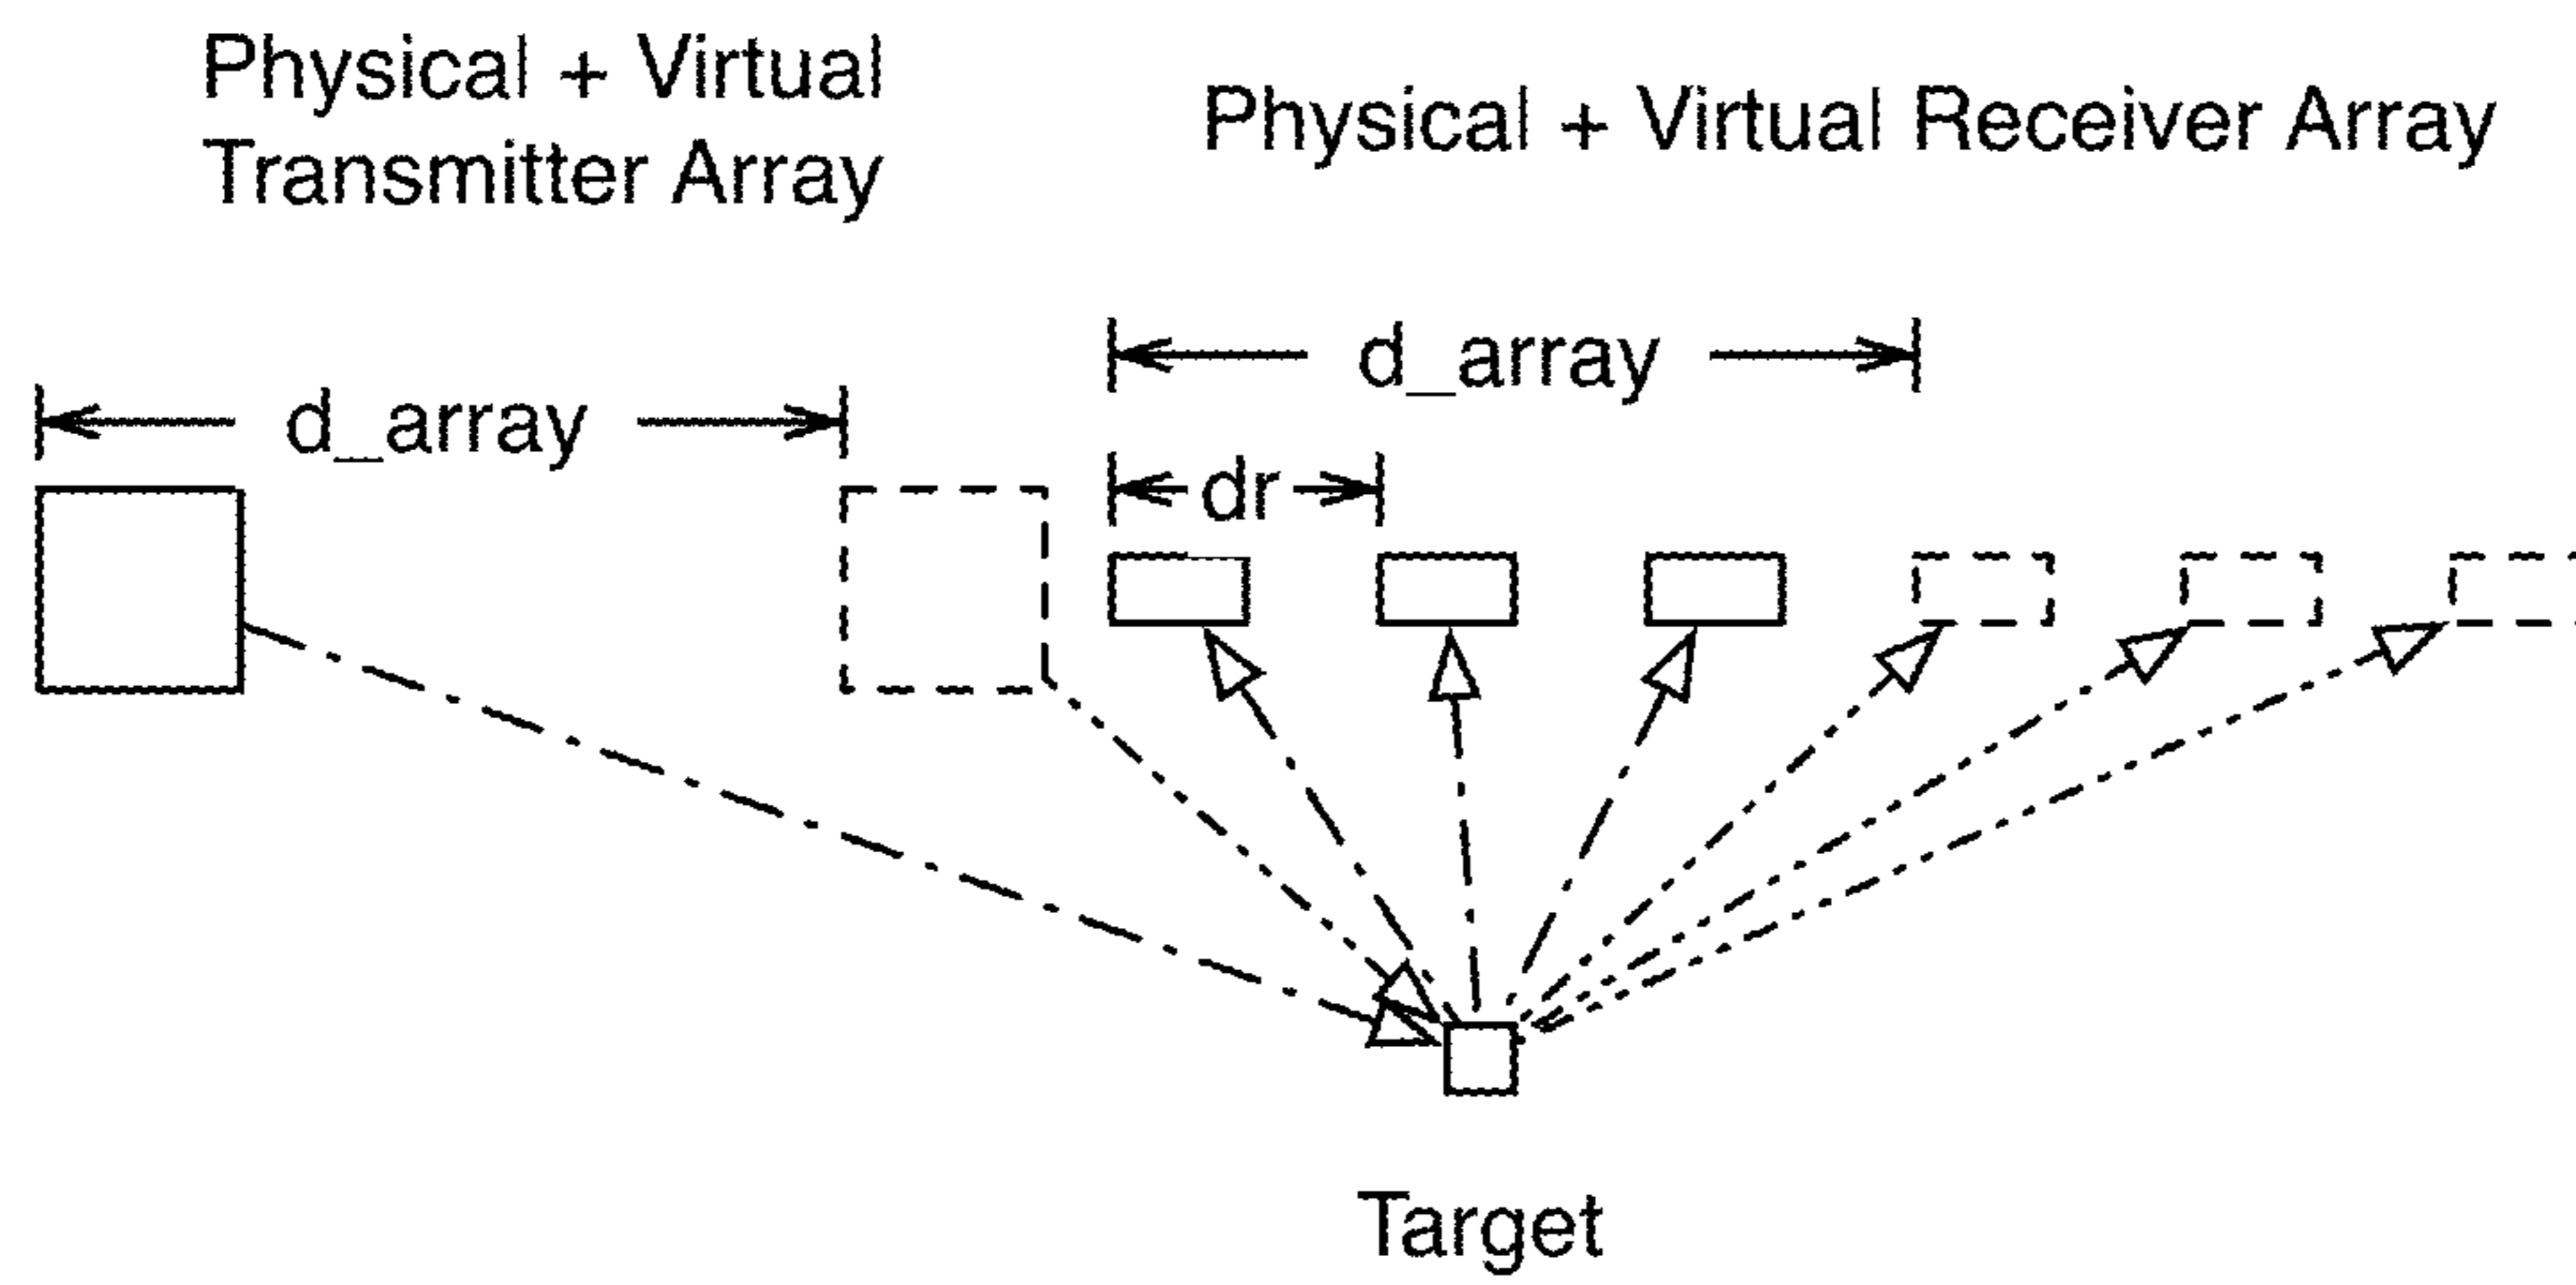 Physical + Virtual
Transmitter Array
Physical + Virtual Receiver Array
d_array
d_array
dr
Target